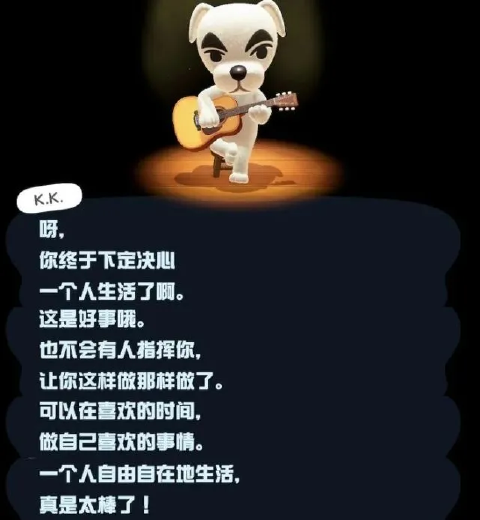 K.K.
呀，
你终于下定决心
一个人生活了啊。
这是好事哦。
也不会有人指挥你，
让你这样做那样做了。
可以在喜欢的时间，
做自己喜欢的事情。
一个人自由自在地生活，
真是太棒了！